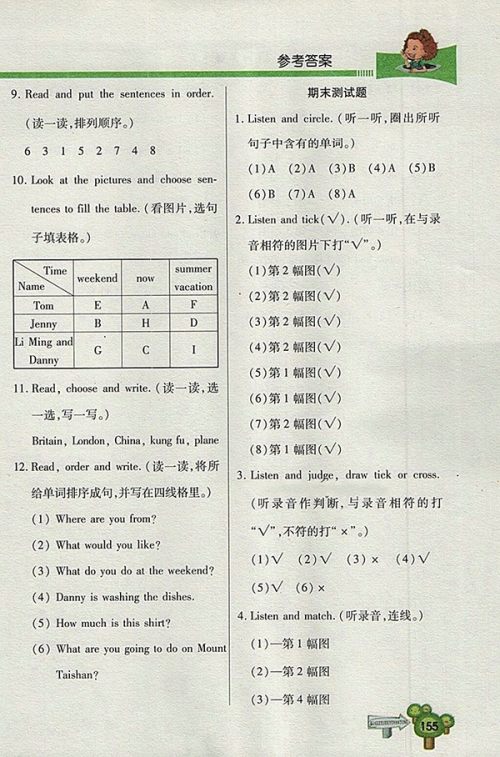 参考答案
9. Read and put the sentences in order.
(读一读,排列顺序。)
6 3 1 5 2 7 4 8
10. Look at the pictures and choose sen-
tences to fill the table. (看图片,选句
子填表格。)
Time
Name
weekend
now
summer
vacation
Tom E A F
Jenny B H D
Li Ming and
Danny
G C I
11. Read, choose and write. (读一读,选
一选,写一写。)
Britain, London, China, kung fu, plane
12. Read, order and write. (读一读,将所
给单词排序成句,并写在四线格里。)
(1) Where are you from?
(2) What would you like?
(3) What do you do at the weekend?
(4) Danny is washing the dishes.
(5) How much is this shirt?
(6) What are you going to do on Mount
Taishan?
期末测试题
1. Listen and circle. (听一听,圈出所听
句子中含有的单词。)
(1)A (2)A (3)B (4)A (5)B
(6)B (7)A (8)A
2. Listen and tick(√). (听一听,在与录
音相符的图片下打“√”。)
(1)第2幅图(√)
(2)第2幅图(√)
(3)第2幅图(√)
(4)第2幅图(√)
(5)第1幅图(√)
(6)第1幅图(√)
(7)第2幅图(√)
(8)第1幅图(√)
3. Listen and judge, draw tick or cross.
(听录音作判断,与录音相符的打
“√”,不符的打“×”。)
(1)√ (2)√ (3)× (4)√
(5)√ (6)×
4. Listen and match. (听录音,连线。)
(1)—第1幅图
(2)—第2幅图
(3)—第4幅图
155